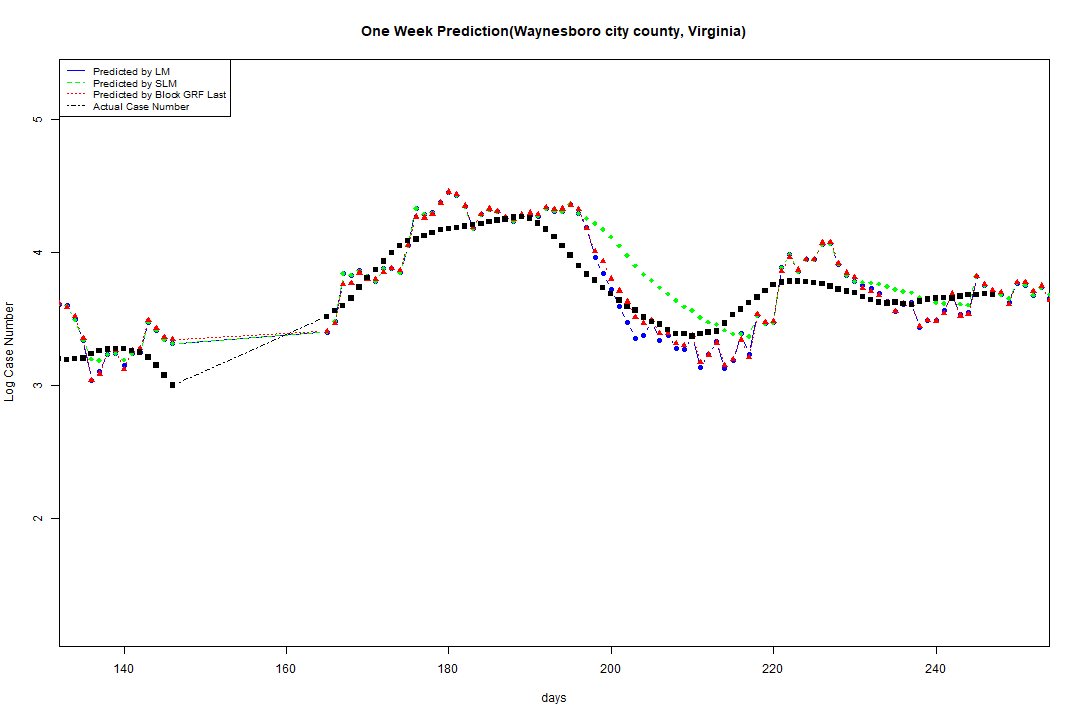 One Week Prediction(Waynesboro city county, Virginia)
Predicted by LM
Predicted by SLM
Predicted by Block GRF Last
Actual Case Number
5
4
3
2
Log Case Number
140 160 180 200 220 240
days